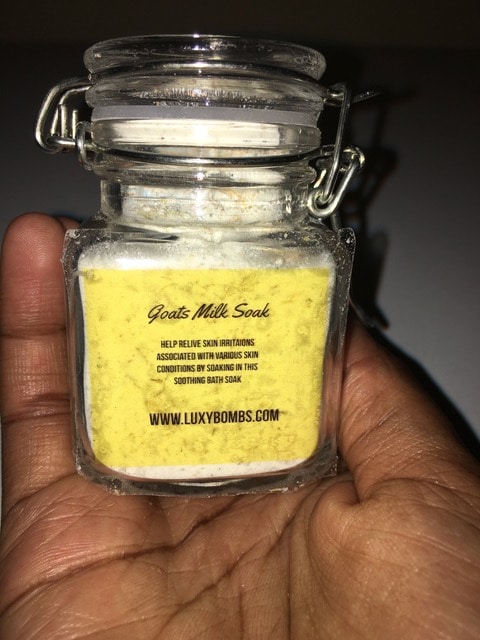 Goats Milk Soak
HELP RELIVE SKIN IRRITAIONS
ASSOCIATED WITH VARIOUS SKIN
CONDITIONS BY SOAKING IN THIS
SOOTHING BATH SOAK
WWW.LUXYBOMBS.COM